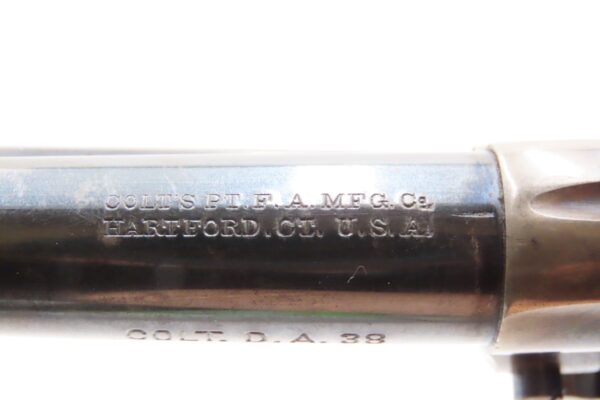 COLT'S PT. F. A. MFG. Co.
HARTFORD. CT. U. S. A.
COLT. D. A. 38